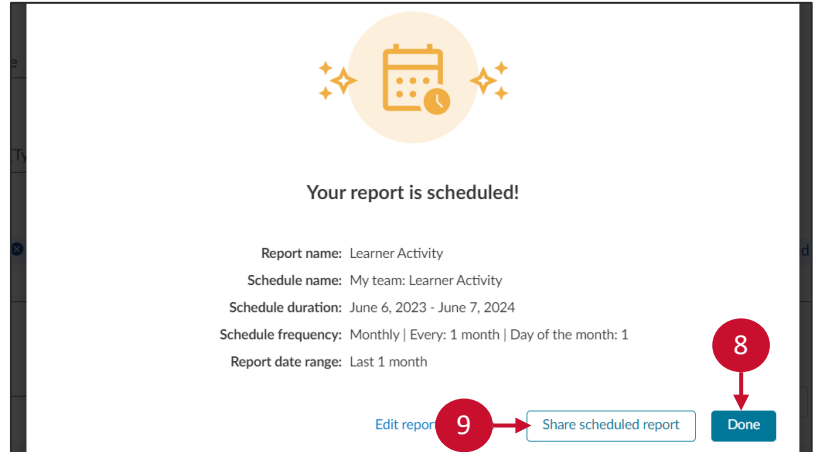 Your report is scheduled!
Report name: Learner Activity
Schedule name: My team: Learner Activity
Schedule duration: June 6, 2023 - June 7, 2024
Schedule frequency: Monthly | Every: 1 month | Day of the month: 1
Report date range: Last 1 month
8
Edit repor 9 Share scheduled report Done